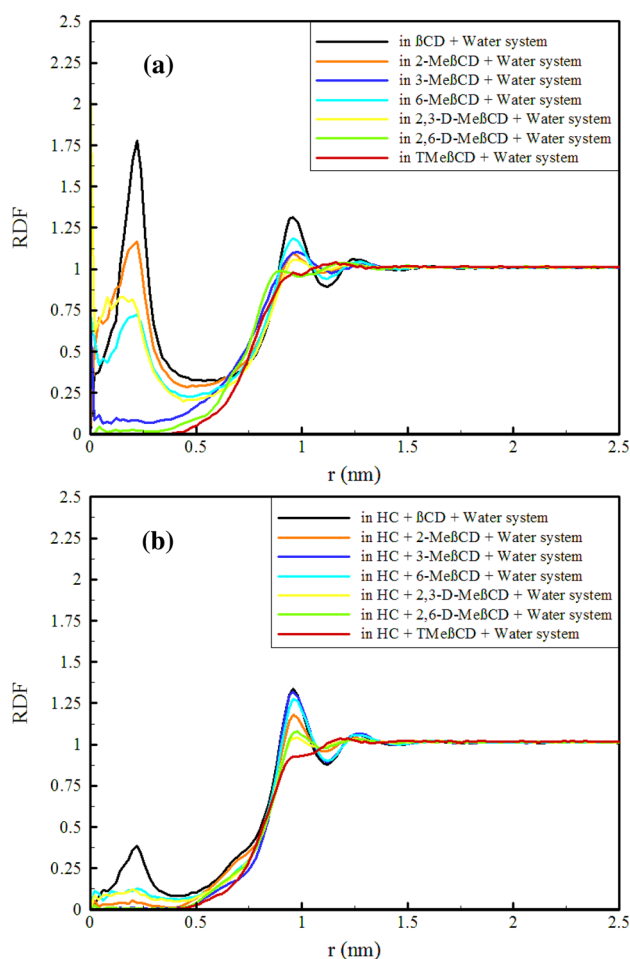 2.5
2.25
2
1.75
1.5
1.25
1
0.75
0.5
0.25
0
RDF
(a)
in ßCD + Water system
in 2-MeßCD + Water system
in 3-MeßCD + Water system
in 6-MeßCD + Water system
in 2,3-D-MeßCD + Water system
in 2,6-D-MeßCD + Water system
in TMeßCD + Water system
0 0.5 1 1.5 2 2.5
r (nm)
2.5
2.25
2
1.75
1.5
1.25
1
0.75
0.5
0.25
0
RDF
(b)
in HC + ßCD + Water system
in HC + 2-MeßCD + Water system
in HC + 3-MeßCD + Water system
in HC + 6-MeßCD + Water system
in HC + 2,3-D-MeßCD + Water system
in HC + 2,6-D-MeßCD + Water system
in HC + TMeßCD + Water system
0 0.5 1 1.5 2 2.5
r (nm)